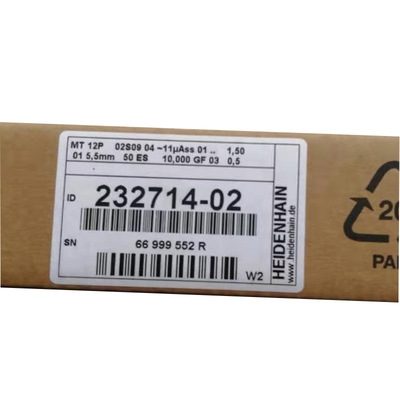 MT 12P 02S09 04 ~11µAss 01 .. 1,50
01 5,5mm 50 ES 10,000 GF 03 0,5
ID 232714-02
SN 66 999 552 R
W2
HEIDENHAIN
heidenhain.de
20
PA